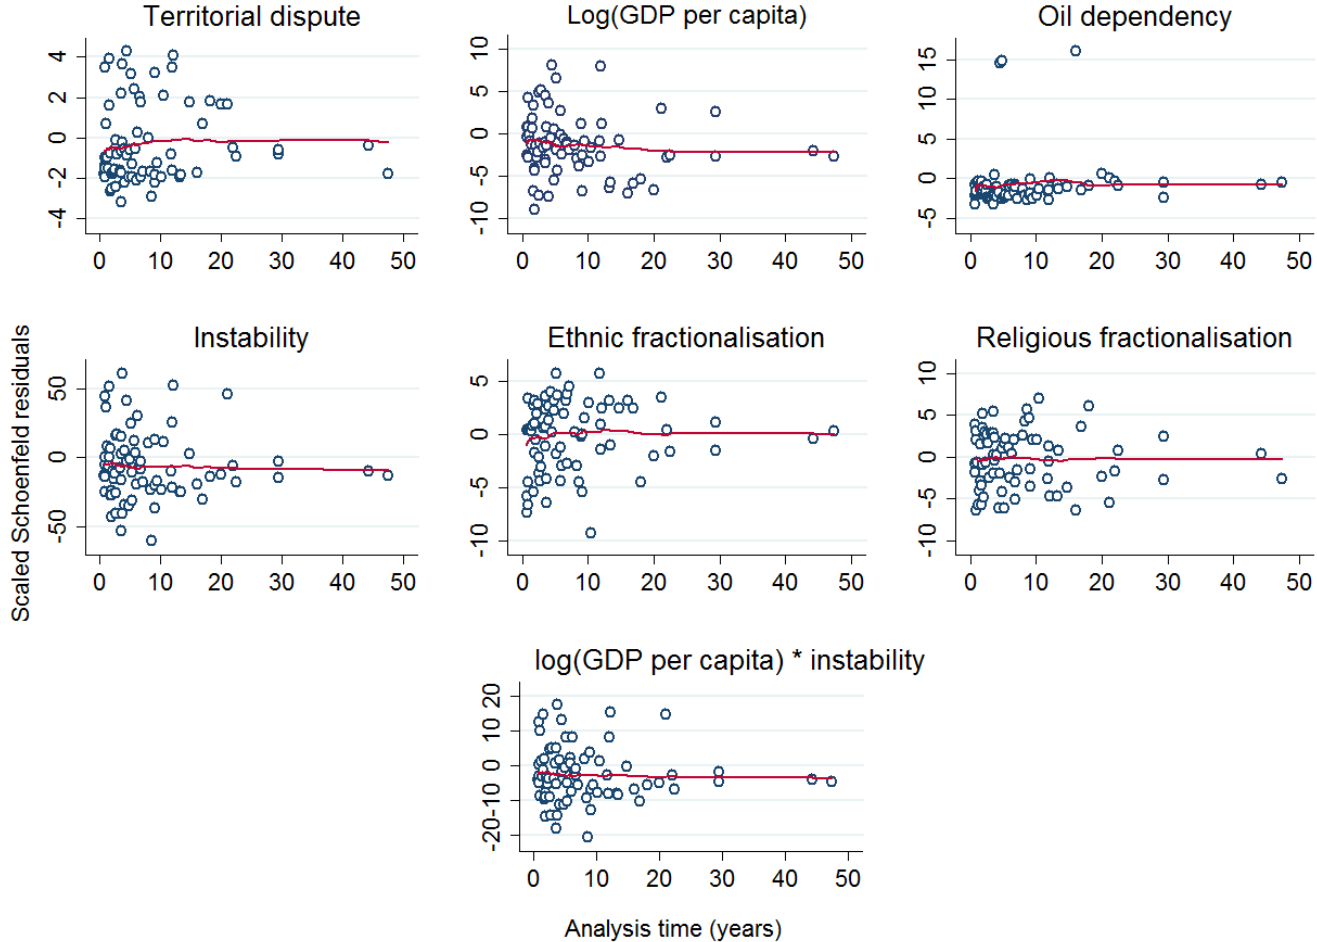 Territorial dispute
4
2
0
-2
-4
0 10 20 30 40 50
Log(GDP per capita)
10
5
0
-5
-10
0 10 20 30 40 50
Oil dependency
15
10
5
0
-5
0 10 20 30 40 50
Scaled Schoenfeld residuals
Instability
50
0
-50
0 10 20 30 40 50
Ethnic fractionalisation
5
0
-5
-10
0 10 20 30 40 50
Religious fractionalisation
10
5
0
-5
-10
0 10 20 30 40 50
log(GDP per capita) * instability
20
10
0
-10
-20
0 10 20 30 40 50
Analysis time (years)